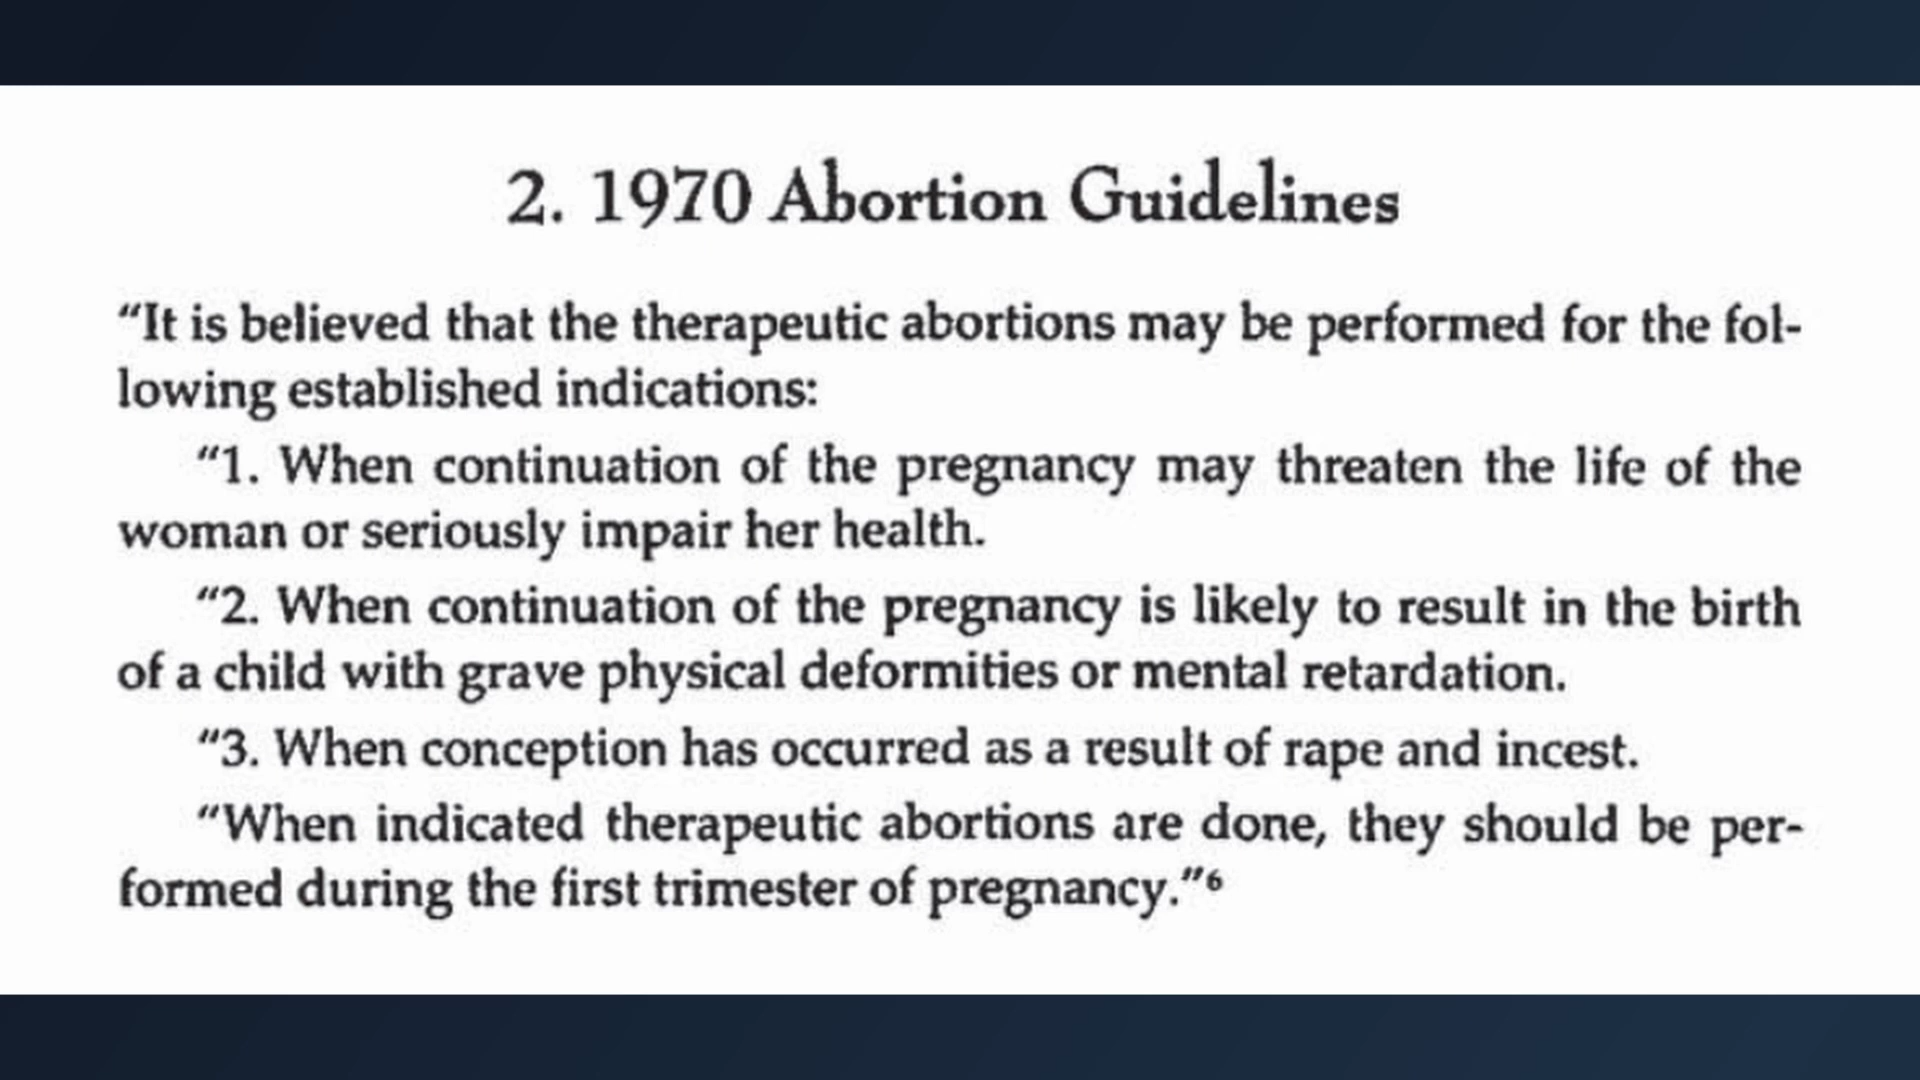 2. 1970 Abortion Guidelines
“It is believed that the therapeutic abortions may be performed for the fol-
lowing established indications:
“1. When continuation of the pregnancy may threaten the life of the
woman or seriously impair her health.
“2. When continuation of the pregnancy is likely to result in the birth
of a child with grave physical deformities or mental retardation.
“3. When conception has occurred as a result of rape and incest.
“When indicated therapeutic abortions are done, they should be per-
formed during the first trimester of pregnancy.”⁶